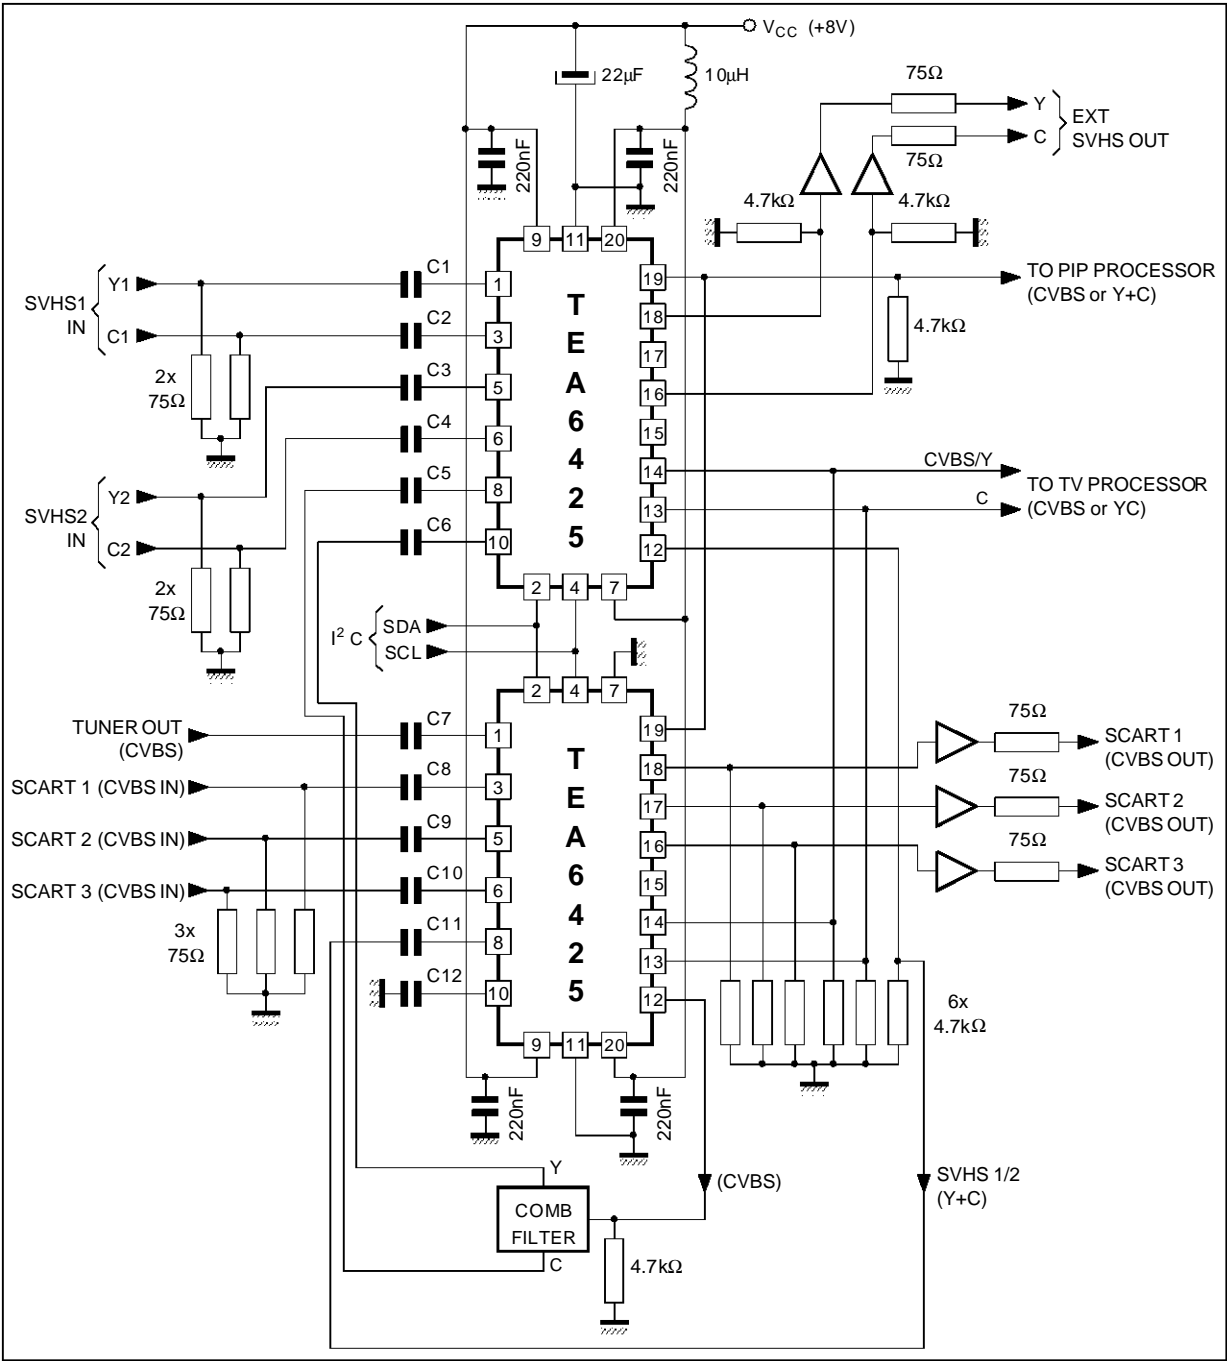 V_CC (+8V)
22µF
10µH
220nF
220nF
75Ω
Y
C
EXT
SVHS OUT
75Ω
4.7kΩ
4.7kΩ
9
11
20
SVHS1
IN
Y1
C1
2x
75Ω
C1
C2
C3
C4
C5
C6
1
3
5
6
8
10
T
E
A
6
4
2
5
19
18
17
16
15
14
13
12
TO PIP PROCESSOR
(CVBS or Y+C)
4.7kΩ
CVBS/Y
C
TO TV PROCESSOR
(CVBS or YC)
SVHS2
IN
Y2
C2
2x
75Ω
2
4
7
I² C
SDA
SCL
2
4
7
TUNER OUT
(CVBS)
SCART 1 (CVBS IN)
SCART 2 (CVBS IN)
SCART 3 (CVBS IN)
3x
75Ω
C7
C8
C9
C10
C11
C12
1
3
5
6
8
10
T
E
A
6
4
2
5
19
18
17
16
15
14
13
12
75Ω
SCART 1
(CVBS OUT)
75Ω
SCART 2
(CVBS OUT)
75Ω
SCART 3
(CVBS OUT)
6x
4.7kΩ
9
11
20
220nF
220nF
Y
COMB
FILTER
C
(CVBS)
4.7kΩ
SVHS 1/2
(Y+C)